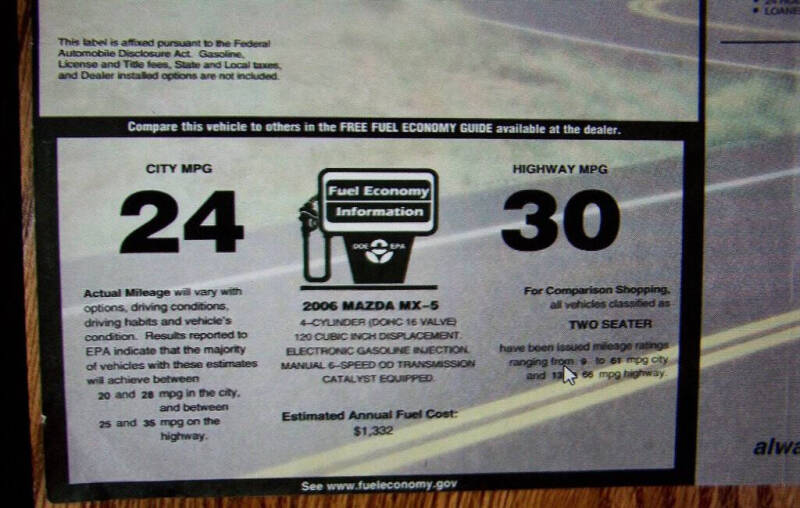 24 HOU
LOANE
This label is affixed pursuant to the Federal
Automobile Disclosure Act. Gasoline,
License and Title fees, State and Local taxes,
and Dealer installed options are not included.
Compare this vehicle to others in the FREE FUEL ECONOMY GUIDE available at the dealer.
CITY MPG
24
Actual Mileage will vary with
options, driving conditions,
driving habits and vehicle's
condition. Results reported to
EPA indicate that the majority
of vehicles with these estimates
will achieve between
20 and 28 mpg in the city,
and between
25 and 35 mpg on the
highway.
Fuel Economy
Information
DOE EPA
2006 MAZDA MX-5
4-CYLINDER (DOHC 16 VALVE)
120 CUBIC INCH DISPLACEMENT.
ELECTRONIC GASOLINE INJECTION.
MANUAL 6-SPEED OD TRANSMISSION
CATALYST EQUIPPED.
Estimated Annual Fuel Cost:
$1,332
HIGHWAY MPG
30
For Comparison Shopping,
all vehicles classified as
TWO SEATER
have been issued mileage ratings
ranging from 9 to 61 mpg city
and 66 mpg highway.
See www.fueleconomy.gov
alwa